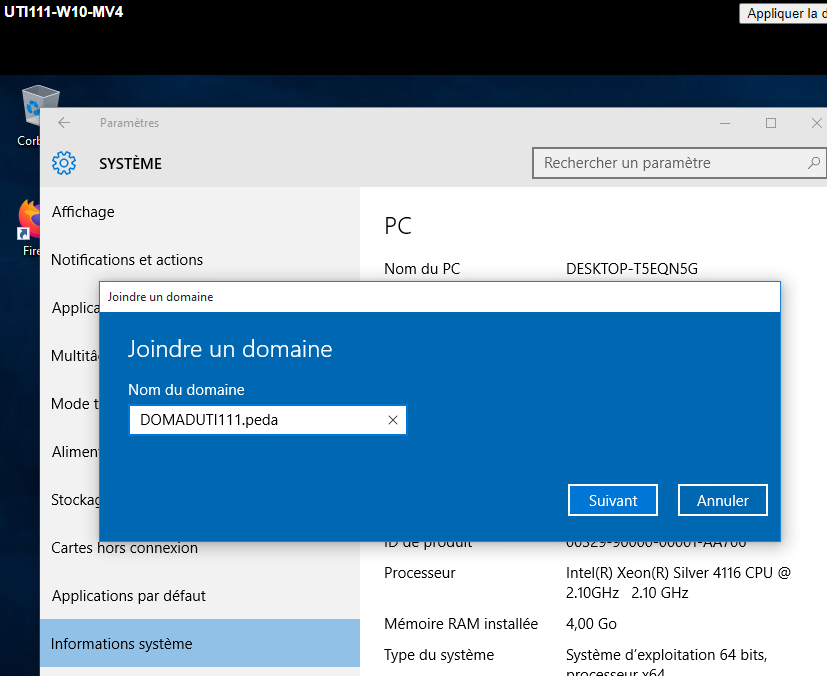 UTI111-W10-MV4
Appliquer la d
Corb
Fire
Paramètres
SYSTÈME
Rechercher un paramètre
Affichage
Notifications et actions
Applica
Multitâ
Mode t
Alimen
Stockag
Cartes hors connexion
Applications par défaut
Informations système
PC
Nom du PC DESKTOP-T5EQN5G
Joindre un domaine
Joindre un domaine
Nom du domaine
DOMADUTI111.peda
Suivant Annuler
ID de produit 00329-90000-00001-AA700
Processeur Intel(R) Xeon(R) Silver 4116 CPU @
2.10GHz 2.10 GHz
Mémoire RAM installée 4,00 Go
Type du système Système d'exploitation 64 bits,
processeur x64